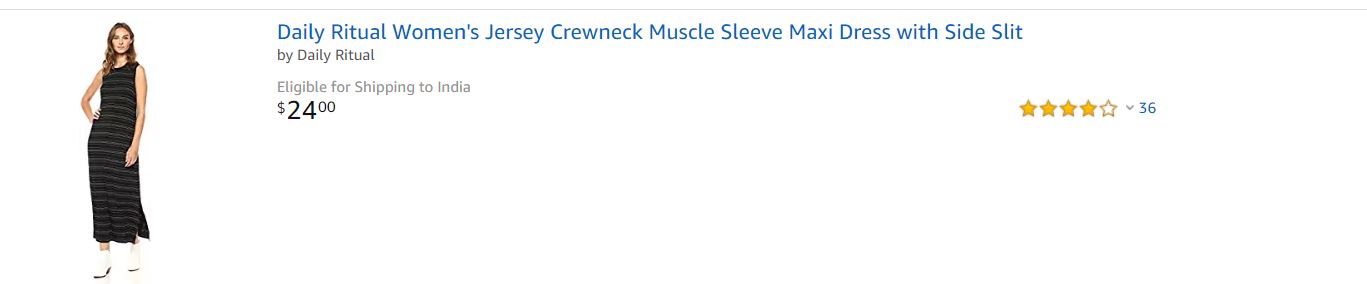 Daily Ritual Women's Jersey Crewneck Muscle Sleeve Maxi Dress with Side Slit
by Daily Ritual
Eligible for Shipping to India
$2400
36